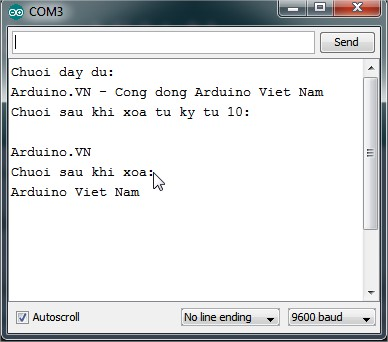 COM3
Send
Chuoi day du:
Arduino.VN - Cong dong Arduino Viet Nam
Chuoi sau khi xoa tu ky tu 10:
Arduino.VN
Chuoi sau khi xoa:
Arduino Viet Nam
Autoscroll
No line ending
9600 baud